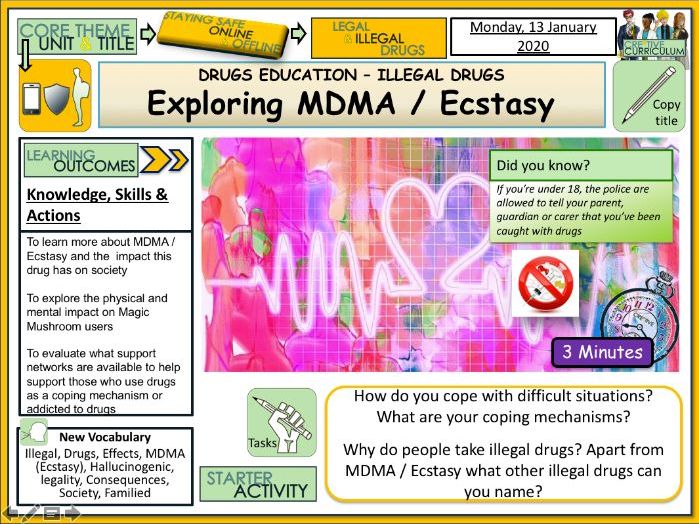 CORE THEME
UNIT & TITLE
STAYING SAFE
ONLINE
& OFFLINE
LEGAL
& ILLEGAL
DRUGS
Monday, 13 January
2020
CRE TIVE
CURRICULUM
DRUGS EDUCATION – ILLEGAL DRUGS
Exploring MDMA / Ecstasy
Copy
title
LEARNING
OUTCOMES
Knowledge, Skills &
Actions
To learn more about MDMA /
Ecstasy and the impact this
drug has on society
To explore the physical and
mental impact on Magic
Mushroom users
To evaluate what support
networks are available to help
support those who use drugs
as a coping mechanism or
addicted to drugs
Did you know?
If you're under 18, the police are
allowed to tell your parent,
guardian or carer that you've been
caught with drugs
3 Minutes
New Vocabulary
Illegal, Drugs, Effects, MDMA
(Ecstasy), Hallucinogenic,
legality, Consequences,
Society, Familied
Tasks
STARTER
ACTIVITY
How do you cope with difficult situations?
What are your coping mechanisms?
Why do people take illegal drugs? Apart from
MDMA / Ecstasy what other illegal drugs can
you name?